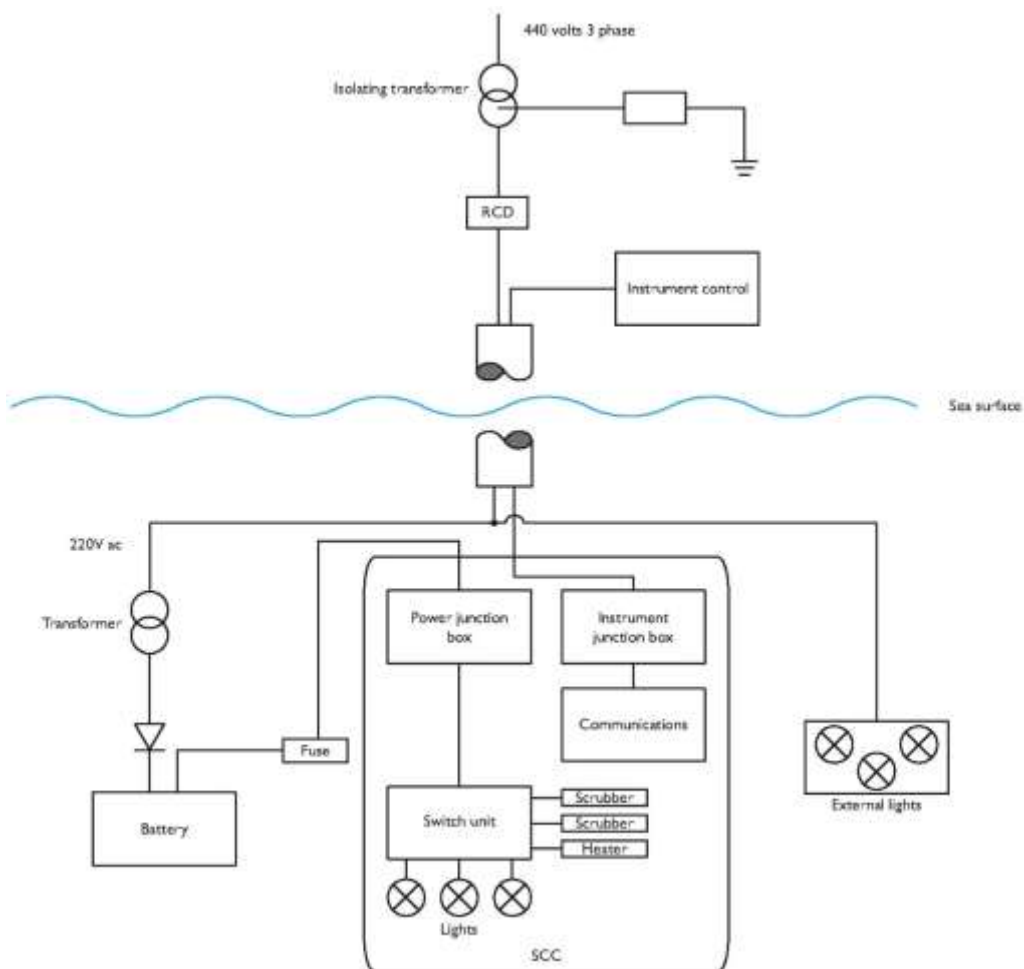 440 volts 3 phase
Isolating transformer
RCD
Instrument control
Sea surface
220V ac
Transformer
Power junction
box
Instrument
junction box
Communications
Fuse
Battery
Switch unit
Scrubber
Scrubber
Heater
External lights
Lights
SCC